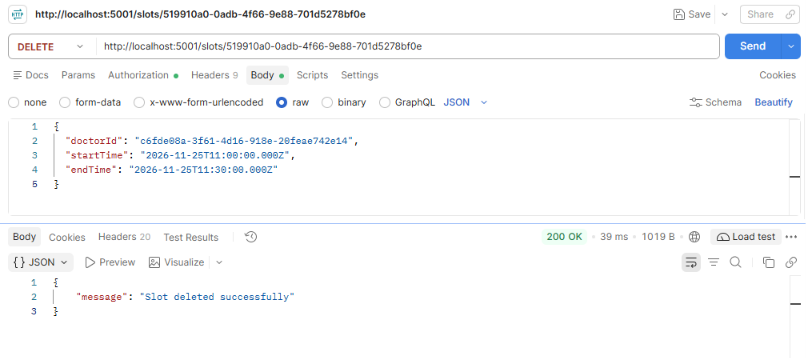 HTTP http://localhost:5001/slots/519910a0-0adb-4f66-9e88-701d5278bf0e Save Share
DELETE http://localhost:5001/slots/519910a0-0adb-4f66-9e88-701d5278bf0e Send
Docs Params Authorization Headers 9 Body Scripts Settings Cookies
none form-data x-www-form-urlencoded raw binary GraphQL JSON Schema Beautify
1 {
2 "doctorId": "c6fde08a-3f61-4d16-918e-20feae742e14",
3 "startTime": "2026-11-25T11:00:00.000Z",
4 "endTime": "2026-11-25T11:30:00.000Z"
5 }
Body Cookies Headers 20 Test Results 200 OK • 39 ms • 1019 B • Load test
{} JSON Preview Visualize
1 {
2 "message": "Slot deleted successfully"
3 }